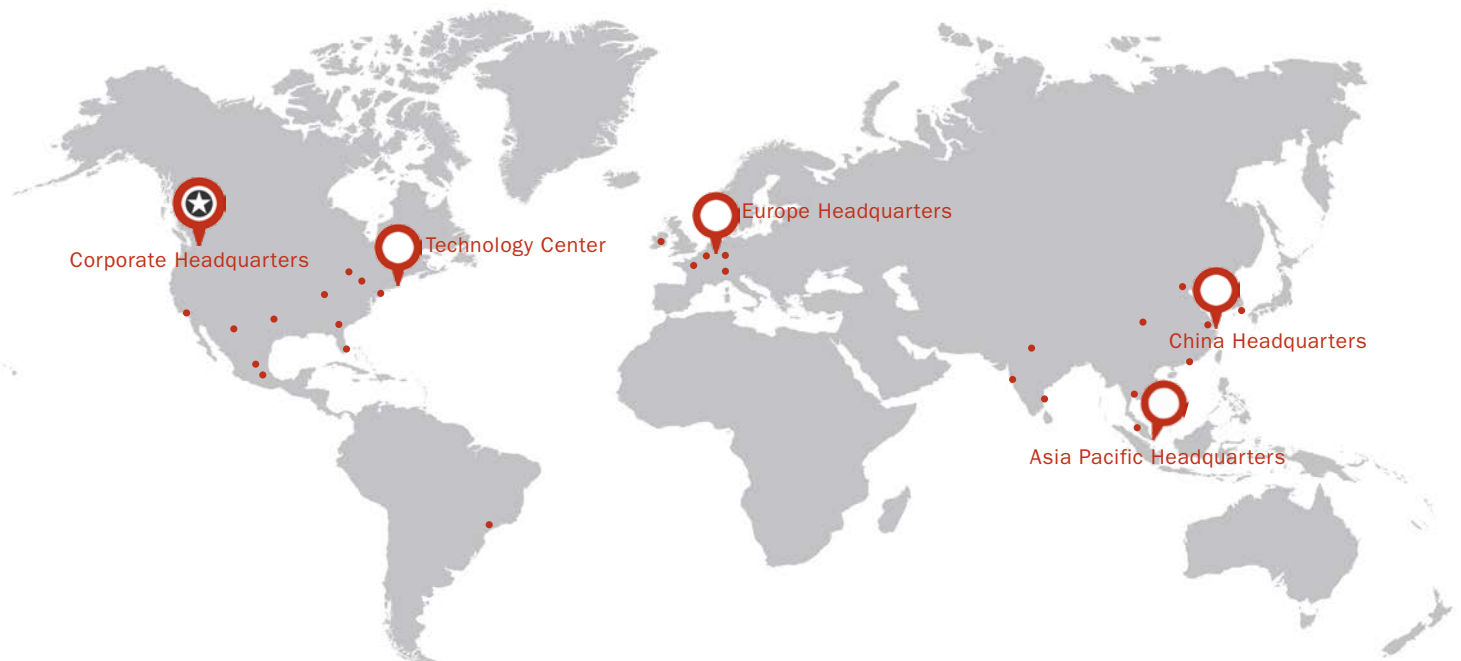 Europe Headquarters
Technology Center
Corporate Headquarters
China Headquarters
Asia Pacific Headquarters